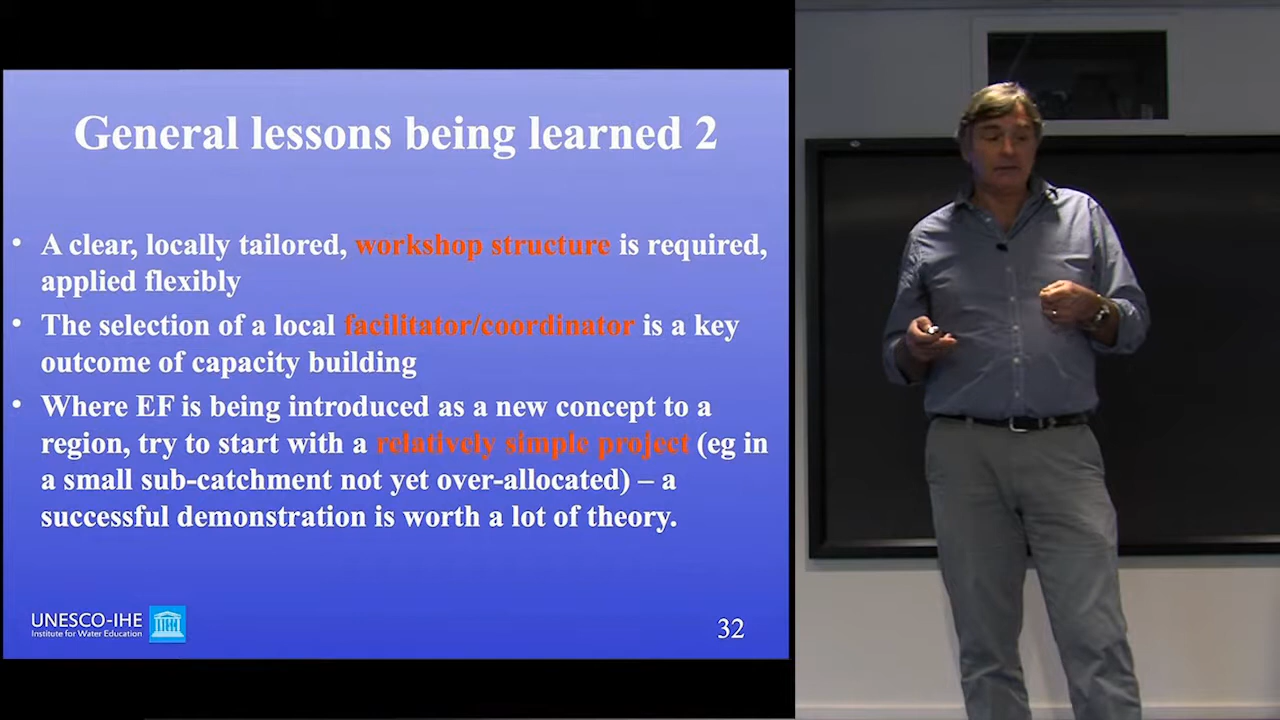 General lessons being learned 2
• A clear, locally tailored, workshop structure is required,
applied flexibly
• The selection of a local facilitator/coordinator is a key
outcome of capacity building
• Where EF is being introduced as a new concept to a
region, try to start with a relatively simple project (eg in
a small sub-catchment not yet over-allocated) – a
successful demonstration is worth a lot of theory.
UNESCO-IHE
Institute for Water Education
32